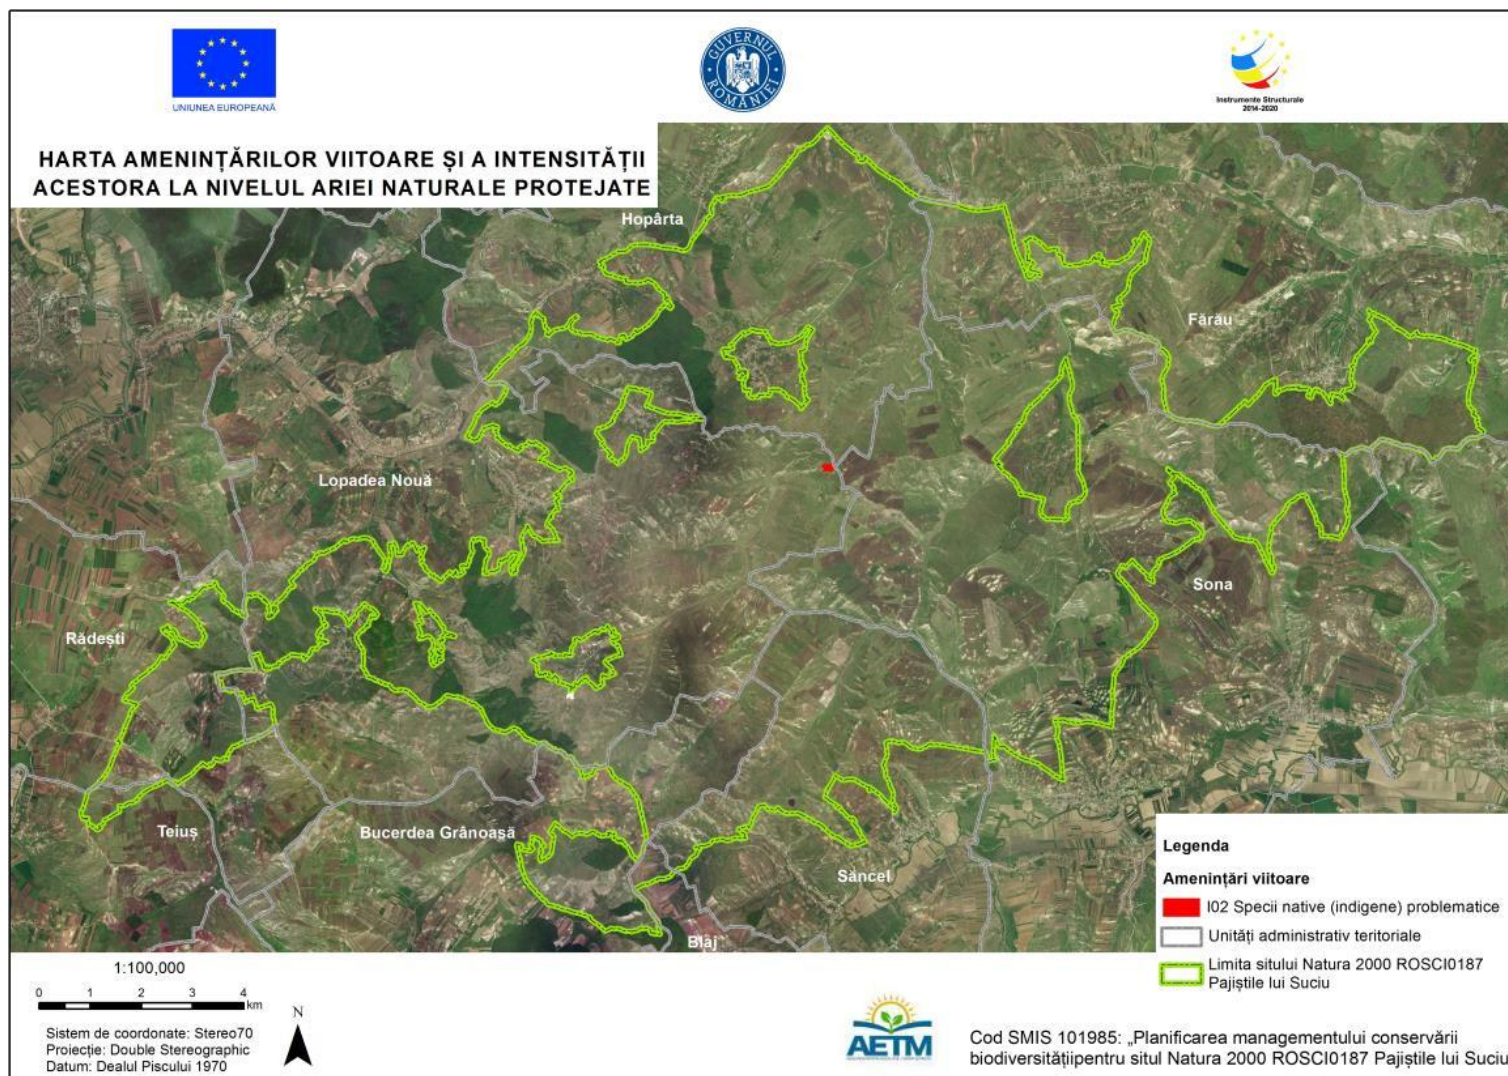 UNIUNEA EUROPEANĂ
GUVERNUL ROMÂNIEI
Instrumente Structurale
2014-2020
HARTA AMENINȚĂRILOR VIITOARE ȘI A INTENSITĂȚII
ACESTORA LA NIVELUL ARIEI NATURALE PROTEJATE
Hopârta
Fărău
Lopadea Nouă
Sona
Rădești
Teiuș
Bucerdea Grânoașă
Săncel
Blaj
Legenda
Amenințări viitoare
I02 Specii native (indigene) problematice
Unități administrativ teritoriale
Limita sitului Natura 2000 ROSCI0187
Pajiștile lui Suciu
1:100,000
0 1 2 3 4
km
N
Sistem de coordonate: Stereo70
Proiecție: Double Stereographic
Datum: Dealul Piscului 1970
AETM
Cod SMIS 101985: „Planificarea managementului conservării
biodiversitățiipentru situl Natura 2000 ROSCI0187 Pajiștile lui Suciu